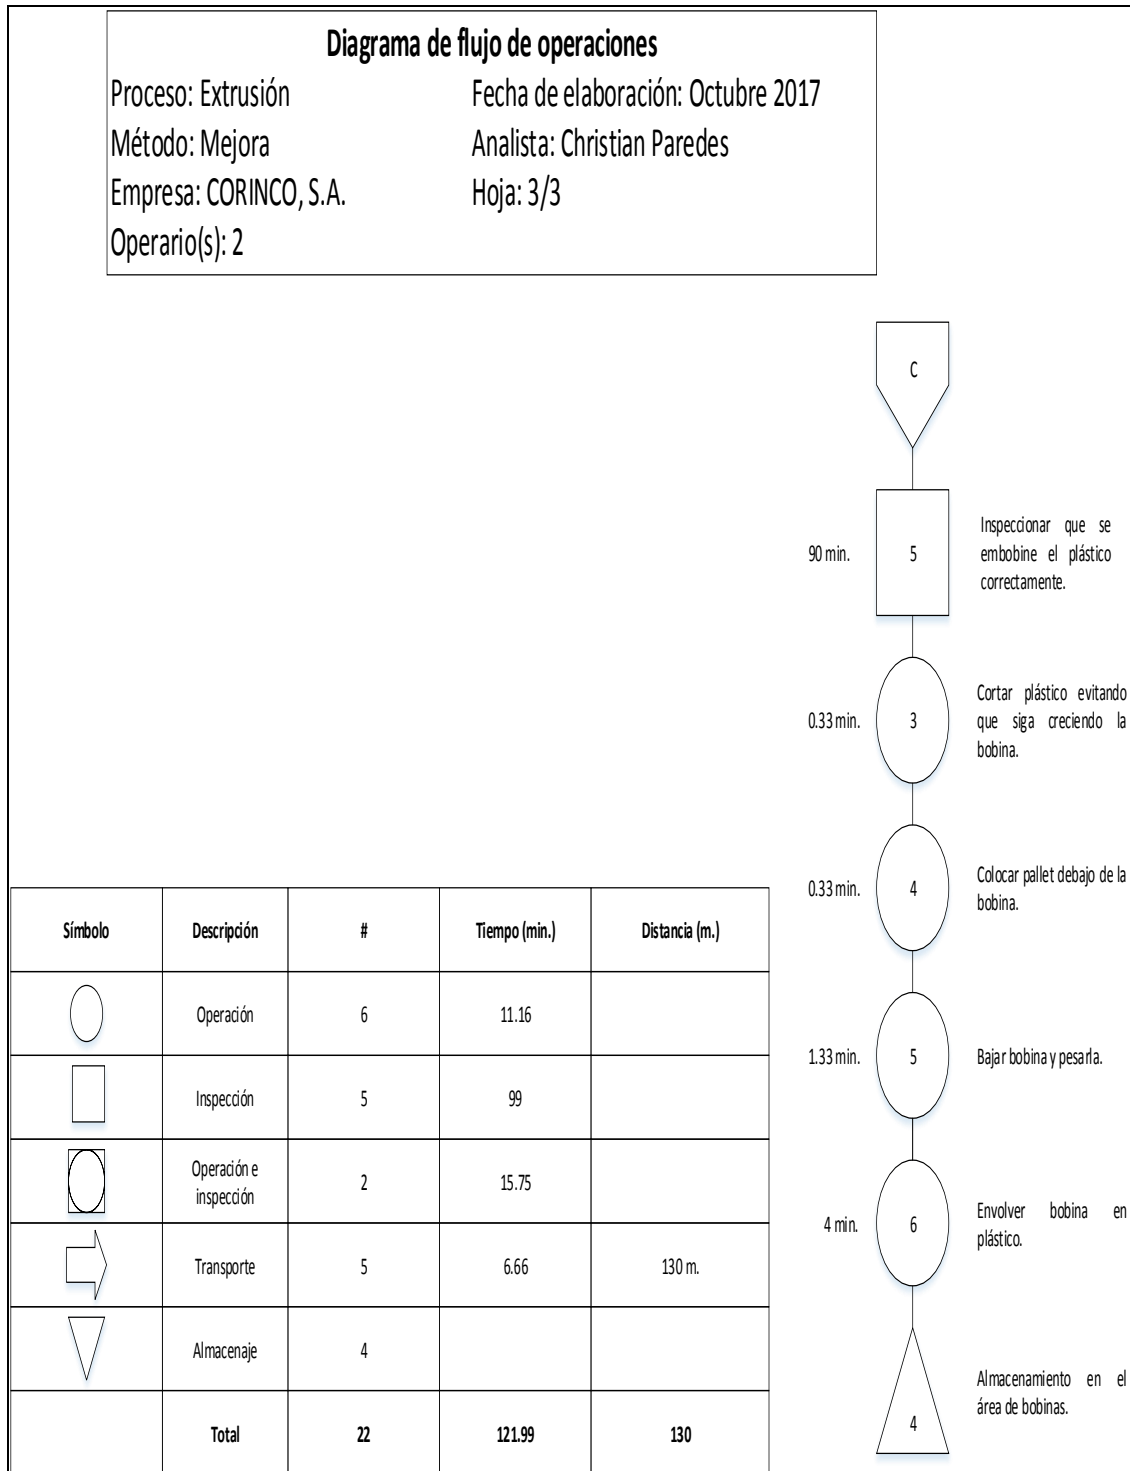 Diagrama de flujo de operaciones
Proceso: Extrusión Fecha de elaboración: Octubre 2017
Método: Mejora Analista: Christian Paredes
Empresa: CORINCO, S.A. Hoja: 3/3
Operario(s): 2
C
90 min. 5 Inspeccionar que se
embobine el plástico
correctamente.
0.33 min. 3 Cortar plástico evitando
que siga creciendo la
bobina.
0.33 min. 4 Colocar pallet debajo de la
bobina.
1.33 min. 5 Bajar bobina y pesarla.
4 min. 6 Envolver bobina en
plástico.
4 Almacenamiento en el
área de bobinas.
Símbolo Descripción # Tiempo (min.) Distancia (m.)
Operación 6 11.16
Inspección 5 99
Operación e
inspección 2 15.75
Transporte 5 6.66 130 m.
Almacenaje 4
Total 22 121.99 130